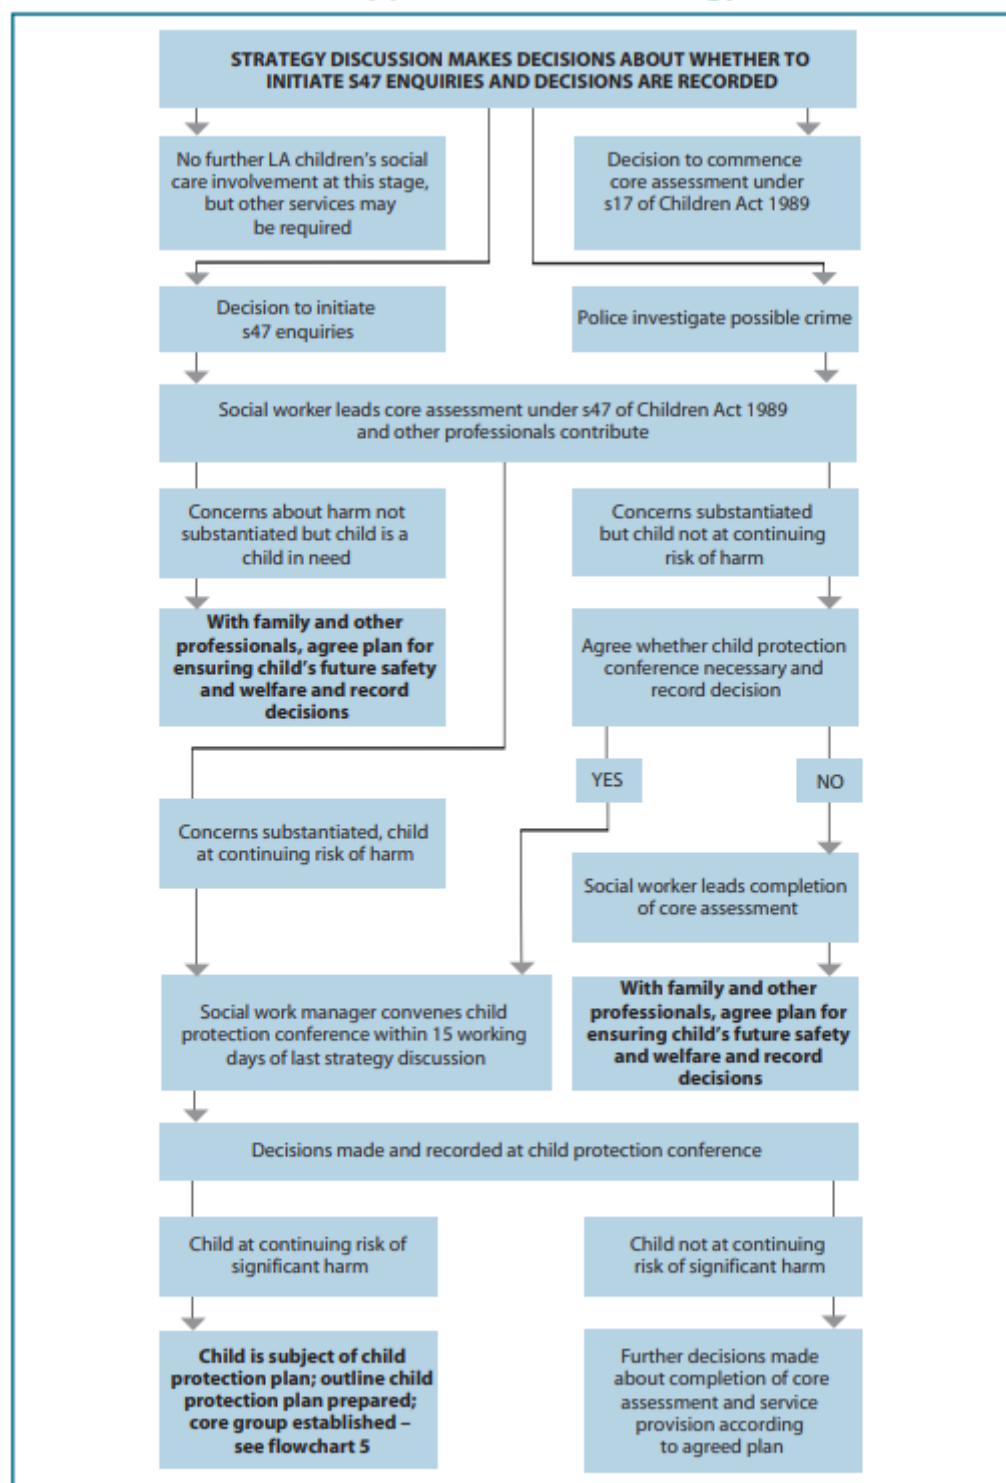 STRATEGY DISCUSSION MAKES DECISIONS ABOUT WHETHER TO
INITIATE S47 ENQUIRIES AND DECISIONS ARE RECORDED
No further LA children's social
care involvement at this stage,
but other services may
be required
Decision to commence
core assessment under
s17 of Children Act 1989
Decision to initiate
s47 enquiries
Police investigate possible crime
Social worker leads core assessment under s47 of Children Act 1989
and other professionals contribute
Concerns about harm not
substantiated but child is a
child in need
Concerns substantiated
but child not at continuing
risk of harm
With family and other
professionals, agree plan for
ensuring child's future safety
and welfare and record
decisions
Agree whether child protection
conference necessary and
record decision
YES
NO
Concerns substantiated, child
at continuing risk of harm
Social worker leads completion
of core assessment
Social work manager convenes child
protection conference within 15 working
days of last strategy discussion
With family and other
professionals, agree plan for
ensuring child's future safety
and welfare and record
decisions
Decisions made and recorded at child protection conference
Child at continuing risk of
significant harm
Child not at continuing
risk of significant harm
Child is subject of child
protection plan; outline child
protection plan prepared;
core group established –
see flowchart 5
Further decisions made
about completion of core
assessment and service
provision according
to agreed plan